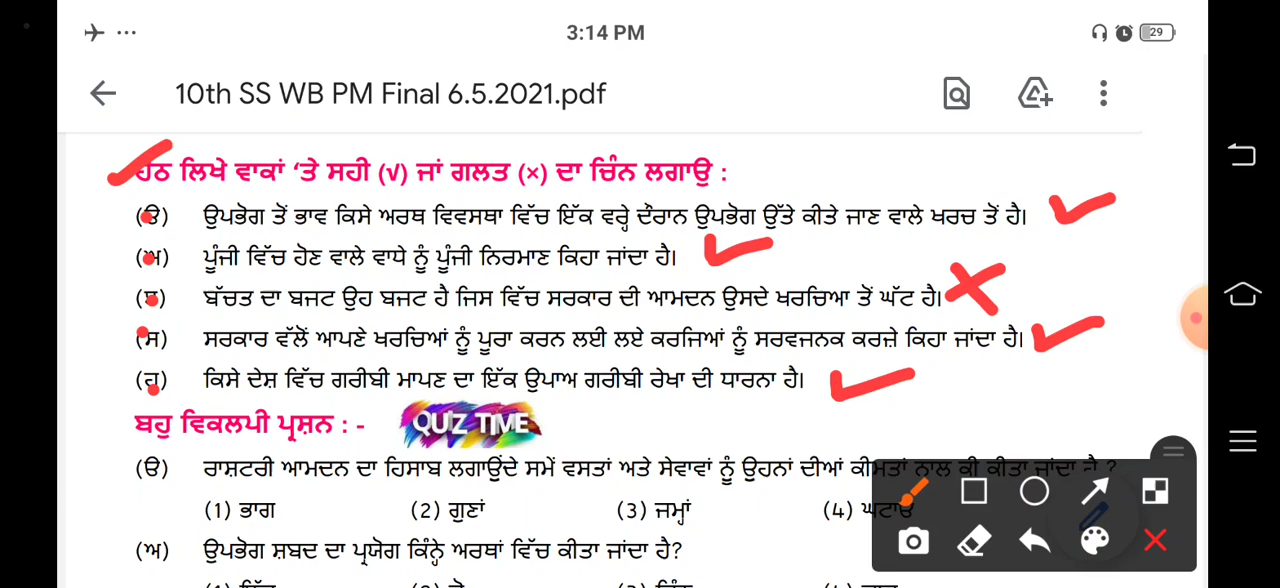 3:14 PM
29
10th SS WB PM Final 6.5.2021.pdf
ਹੇਠ ਲਿਖੇ ਵਾਕਾਂ ‘ਤੇ ਸਹੀ (√) ਜਾਂ ਗਲਤ (×) ਦਾ ਚਿੰਨ ਲਗਾਉ :
(ੳ) ਉਪਭੋਗ ਤੋਂ ਭਾਵ ਕਿਸੇ ਅਰਥ ਵਿਵਸਥਾ ਵਿੱਚ ਇੱਕ ਵਰ੍ਹੇ ਦੌਰਾਨ ਉਪਭੋਗ ਉੱਤੇ ਕੀਤੇ ਜਾਣ ਵਾਲੇ ਖਰਚ ਤੋਂ ਹੈ।
(ਅ) ਪੂੰਜੀ ਵਿੱਚ ਹੋਣ ਵਾਲੇ ਵਾਧੇ ਨੂੰ ਪੂੰਜੀ ਨਿਰਮਾਣ ਕਿਹਾ ਜਾਂਦਾ ਹੈ।
(ੲ) ਬੱਚਤ ਦਾ ਬਜਟ ਉਹ ਬਜਟ ਹੈ ਜਿਸ ਵਿੱਚ ਸਰਕਾਰ ਦੀ ਆਮਦਨ ਉਸਦੇ ਖਰਚਿਆ ਤੋਂ ਘੱਟ ਹੈ।
(ਸ) ਸਰਕਾਰ ਵੱਲੋਂ ਆਪਣੇ ਖਰਚਿਆਂ ਨੂੰ ਪੂਰਾ ਕਰਨ ਲਈ ਲਏ ਕਰਜਿਆਂ ਨੂੰ ਸਰਵਜਨਕ ਕਰਜ਼ੇ ਕਿਹਾ ਜਾਂਦਾ ਹੈ।
(ਹ) ਕਿਸੇ ਦੇਸ਼ ਵਿੱਚ ਗਰੀਬੀ ਮਾਪਣ ਦਾ ਇੱਕ ਉਪਾਅ ਗਰੀਬੀ ਰੇਖਾ ਦੀ ਧਾਰਨਾ ਹੈ।
ਬਹੁ ਵਿਕਲਪੀ ਪ੍ਰਸ਼ਨ : - QUIZ TIME
(ੳ) ਰਾਸ਼ਟਰੀ ਆਮਦਨ ਦਾ ਹਿਸਾਬ ਲਗਾਉਂਦੇ ਸਮੇਂ ਵਸਤਾਂ ਅਤੇ ਸੇਵਾਵਾਂ ਨੂੰ ਉਹਨਾਂ ਦੀਆਂ ਕੀਮਤਾਂ ਨਾਲ ਕੀ ਕੀਤਾ ਜਾਂਦਾ ਹੈ ?
(1) ਭਾਗ (2) ਗੁਣਾਂ (3) ਜਮ੍ਹਾਂ (4) ਘਟਾਓ
(ਅ) ਉਪਭੋਗ ਸ਼ਬਦ ਦਾ ਪ੍ਰਯੋਗ ਕਿੰਨ੍ਹੇ ਅਰਥਾਂ ਵਿੱਚ ਕੀਤਾ ਜਾਂਦਾ ਹੈ?